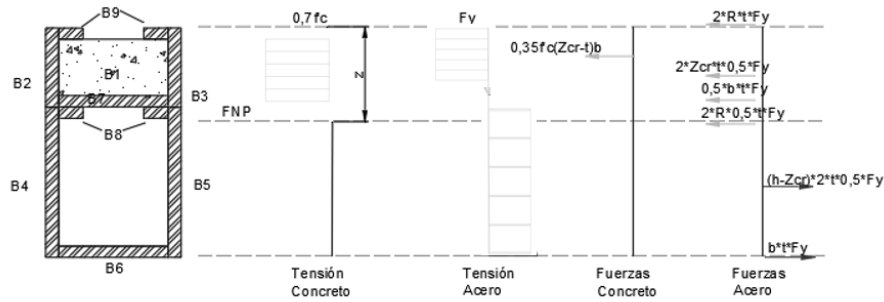 B9
0,7fc
Fy
2*R*t*Fy
0,35fc(Zcr-t)b
B2
B1
2*Zcr*t*0,5*Fy
B7
B3
0,5*b*t*Fy
z
FNP
2*R*0,5*t*Fy
B8
B4
B5
(h-Zcr)*2*t*0,5*Fy
b*t*Fy
B6
Tensión
Concreto
Tensión
Acero
Fuerzas
Concreto
Fuerzas
Acero